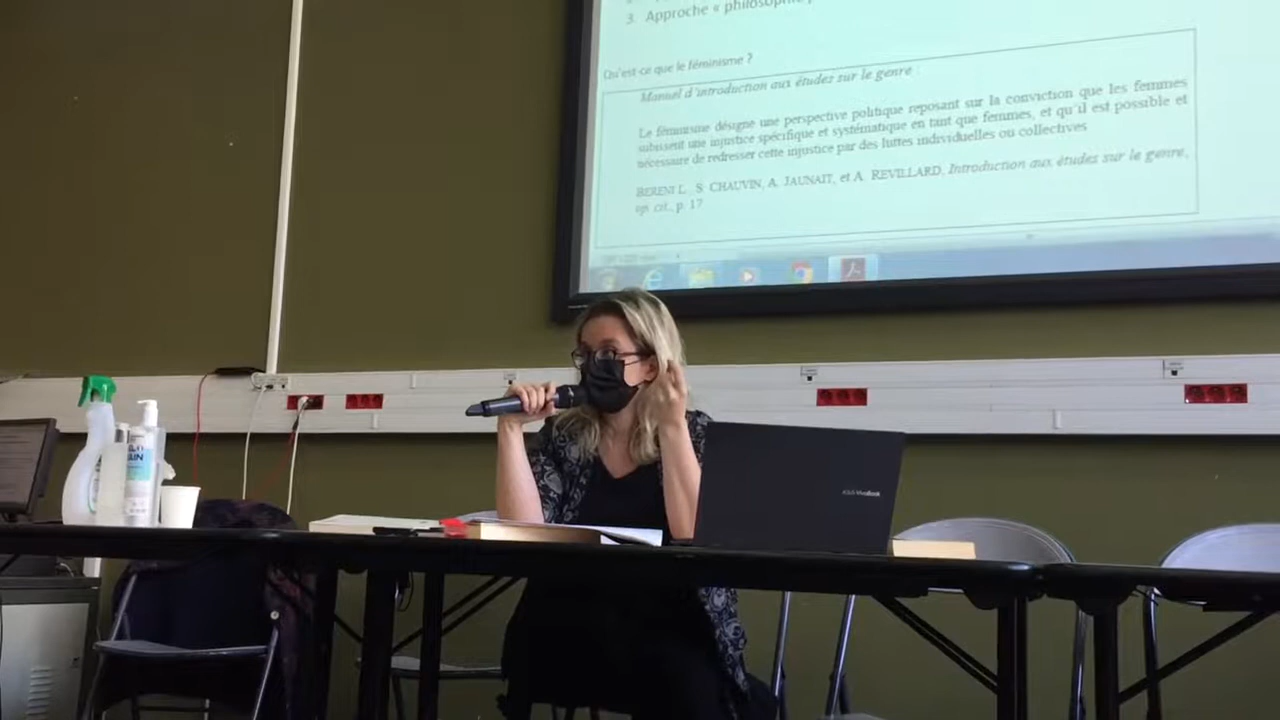 3. Approche « philosophie
Qu'est-ce que le féminisme ?
Manuel d'introduction aux études sur le genre
Le féminisme désigne une perspective politique reposant sur la conviction que les femmes
subissent une injustice spécifique et systématique en tant que femmes, et qu'il est possible et
nécessaire de redresser cette injustice par des luttes individuelles ou collectives
BERENI L., S. CHAUVIN, A. JAUNAIT, et A. REVILLARD, Introduction aux études sur le genre,
op. cit., p. 17
ASUS VivoBook